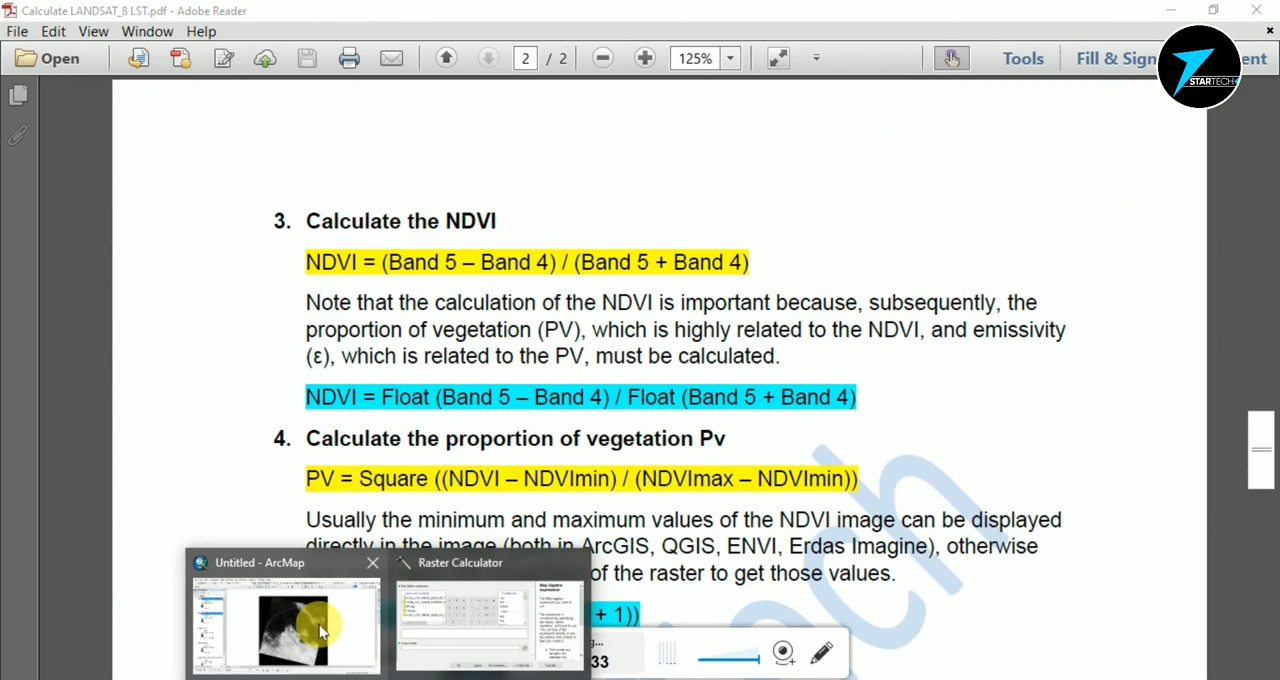 Calculate LANDSAT_8 LST.pdf - Adobe Reader
File Edit View Window Help
Open 2 / 2 125% Tools Fill & Sign ent
STARTECH
3. Calculate the NDVI
NDVI = (Band 5 – Band 4) / (Band 5 + Band 4)
Note that the calculation of the NDVI is important because, subsequently, the
proportion of vegetation (PV), which is highly related to the NDVI, and emissivity
(ε), which is related to the PV, must be calculated.
NDVI = Float (Band 5 – Band 4) / Float (Band 5 + Band 4)
4. Calculate the proportion of vegetation Pv
PV = Square ((NDVI – NDVImin) / (NDVImax – NDVImin))
Usually the minimum and maximum values of the NDVI image can be displayed
directly in the image (both in ArcGIS, QGIS, ENVI, Erdas Imagine), otherwise
of the raster to get those values.
+ 1))
Untitled - ArcMap
Raster Calculator
33